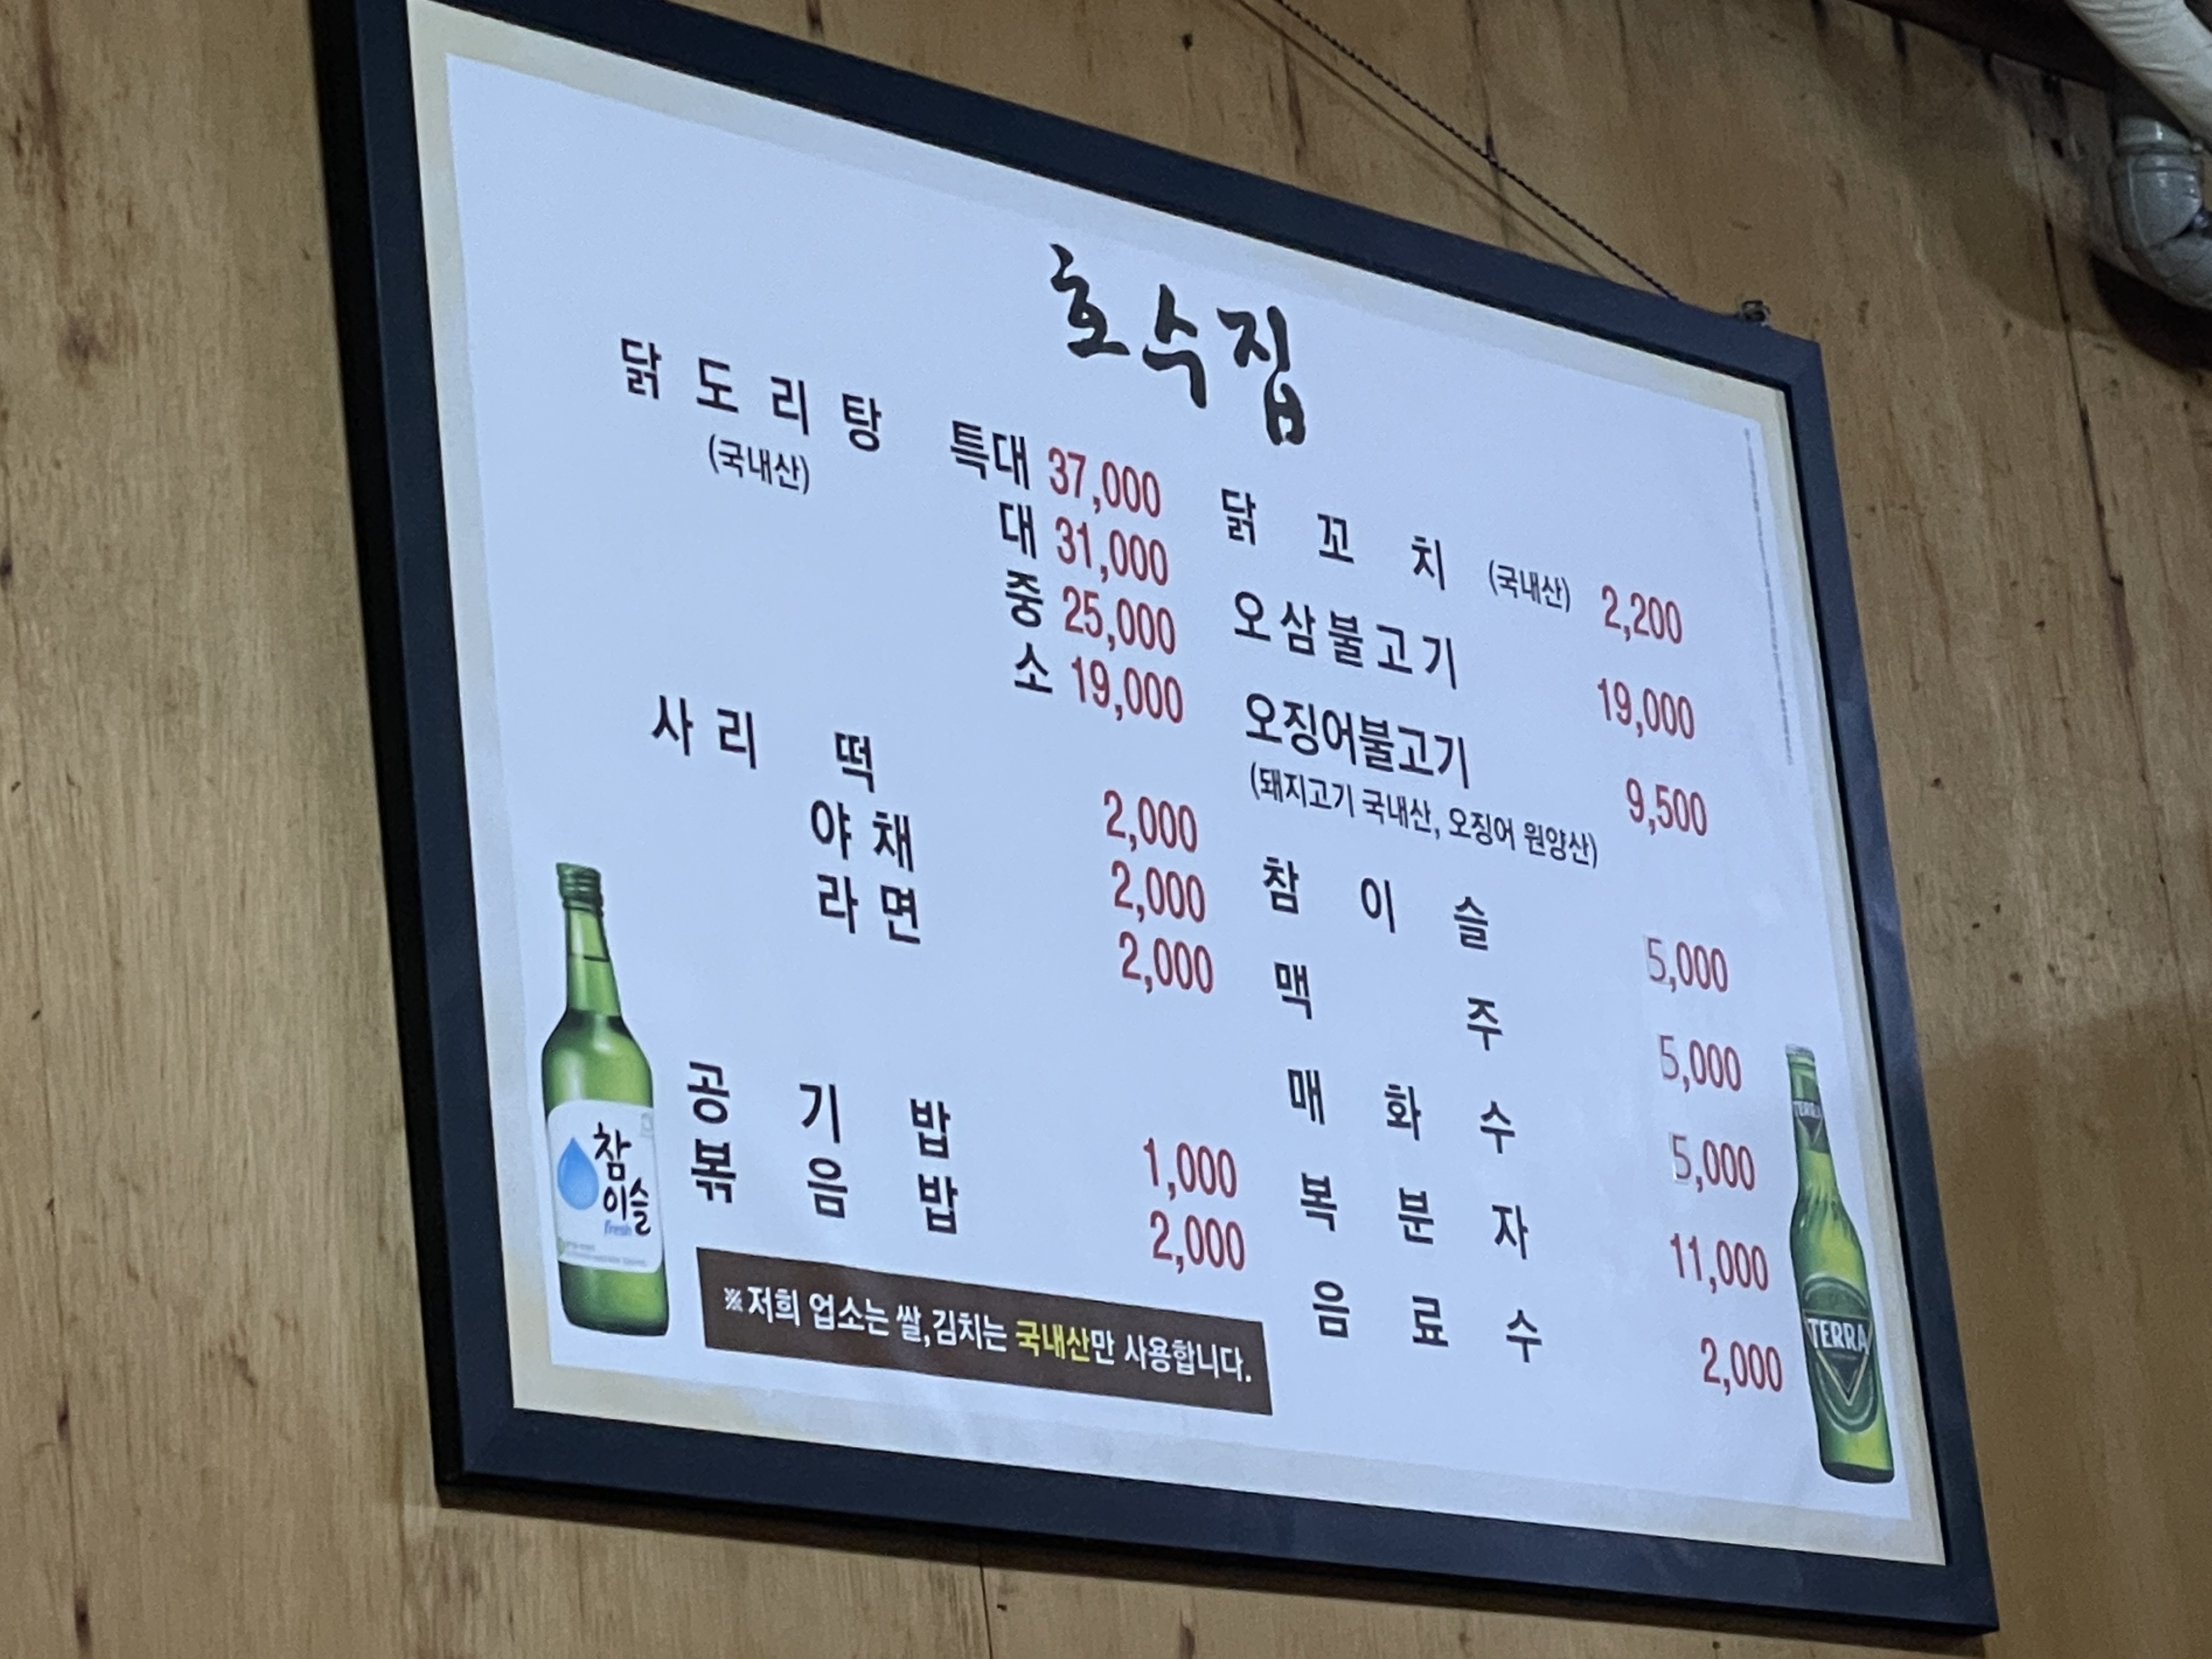 호수집
닭도리탕 특대 37,000
(국내산)
대 31,000
중 25,000
소 19,000
사리 떡 2,000
야채 2,000
라면 2,000
공기밥 1,000
볶음밥 2,000
※저희 업소는 쌀,김치는 국내산만 사용합니다.
닭꼬치 (국내산) 2,200
오삼불고기 19,000
오징어불고기 9,500
(돼지고기 국내산, 오징어 원양산)
참이슬 5,000
맥주 5,000
매화수 5,000
복분자 11,000
음료수 2,000
참
이슬
fresh
TERRA
TERRA